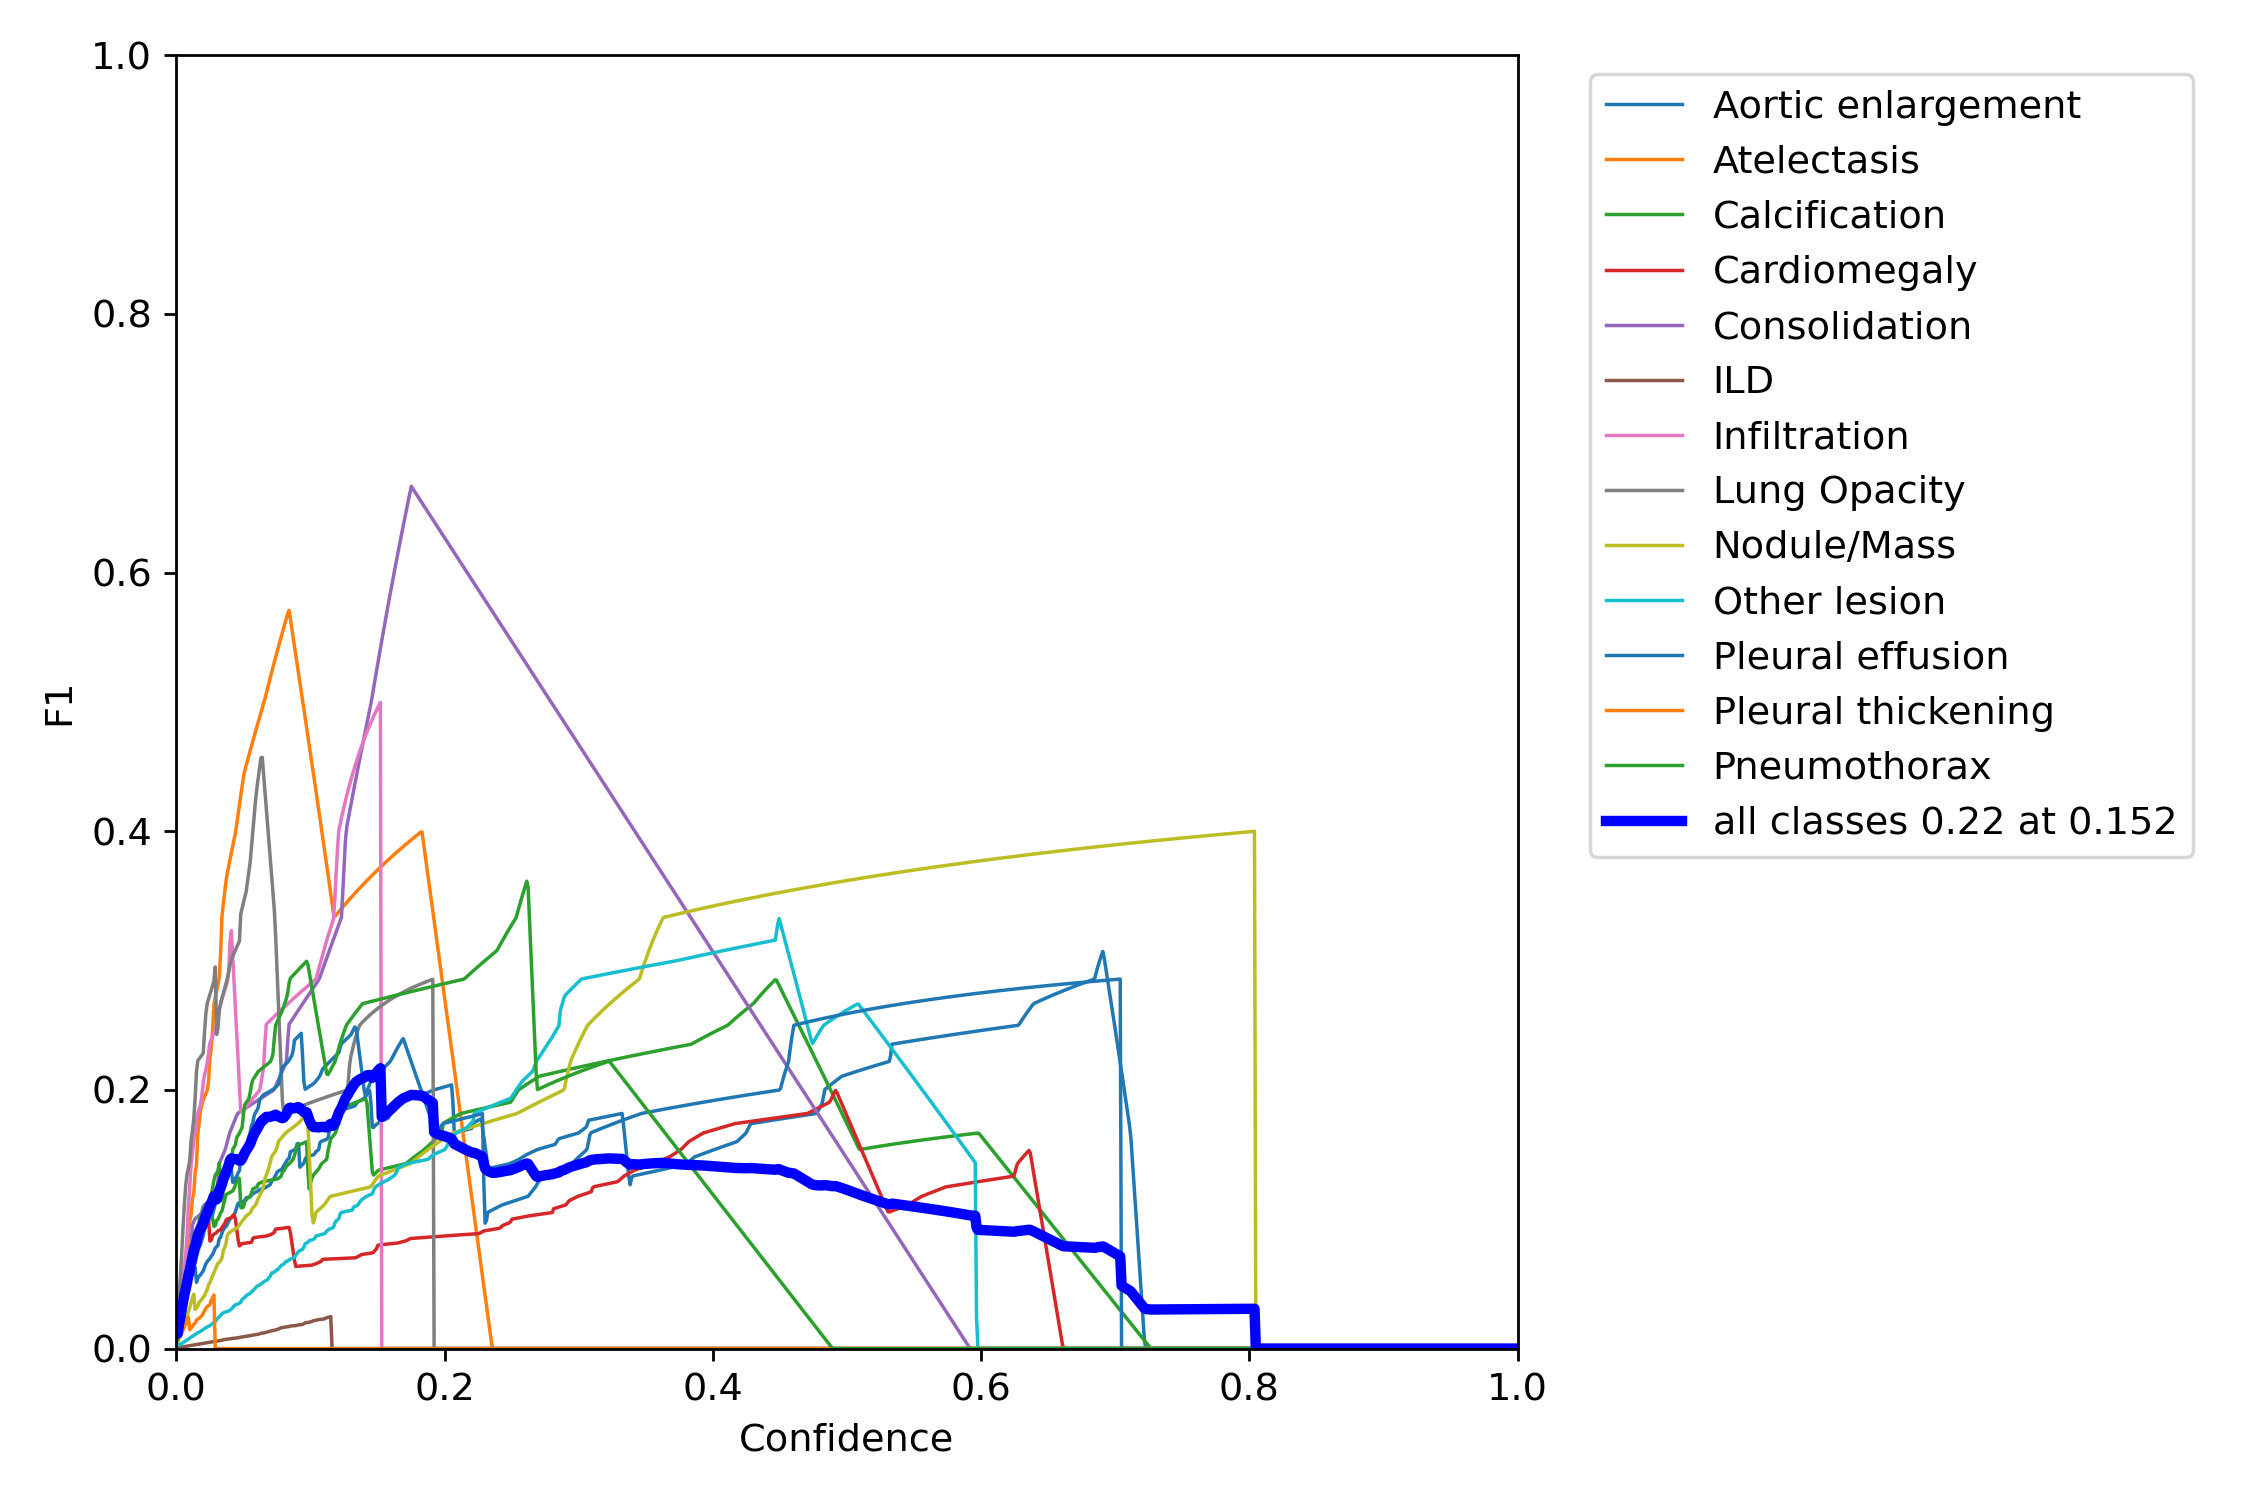 1.0
0.8
0.6
0.4
0.2
0.0
F1
0.0 0.2 0.4 0.6 0.8 1.0
Confidence
Aortic enlargement
Atelectasis
Calcification
Cardiomegaly
Consolidation
ILD
Infiltration
Lung Opacity
Nodule/Mass
Other lesion
Pleural effusion
Pleural thickening
Pneumothorax
all classes 0.22 at 0.152